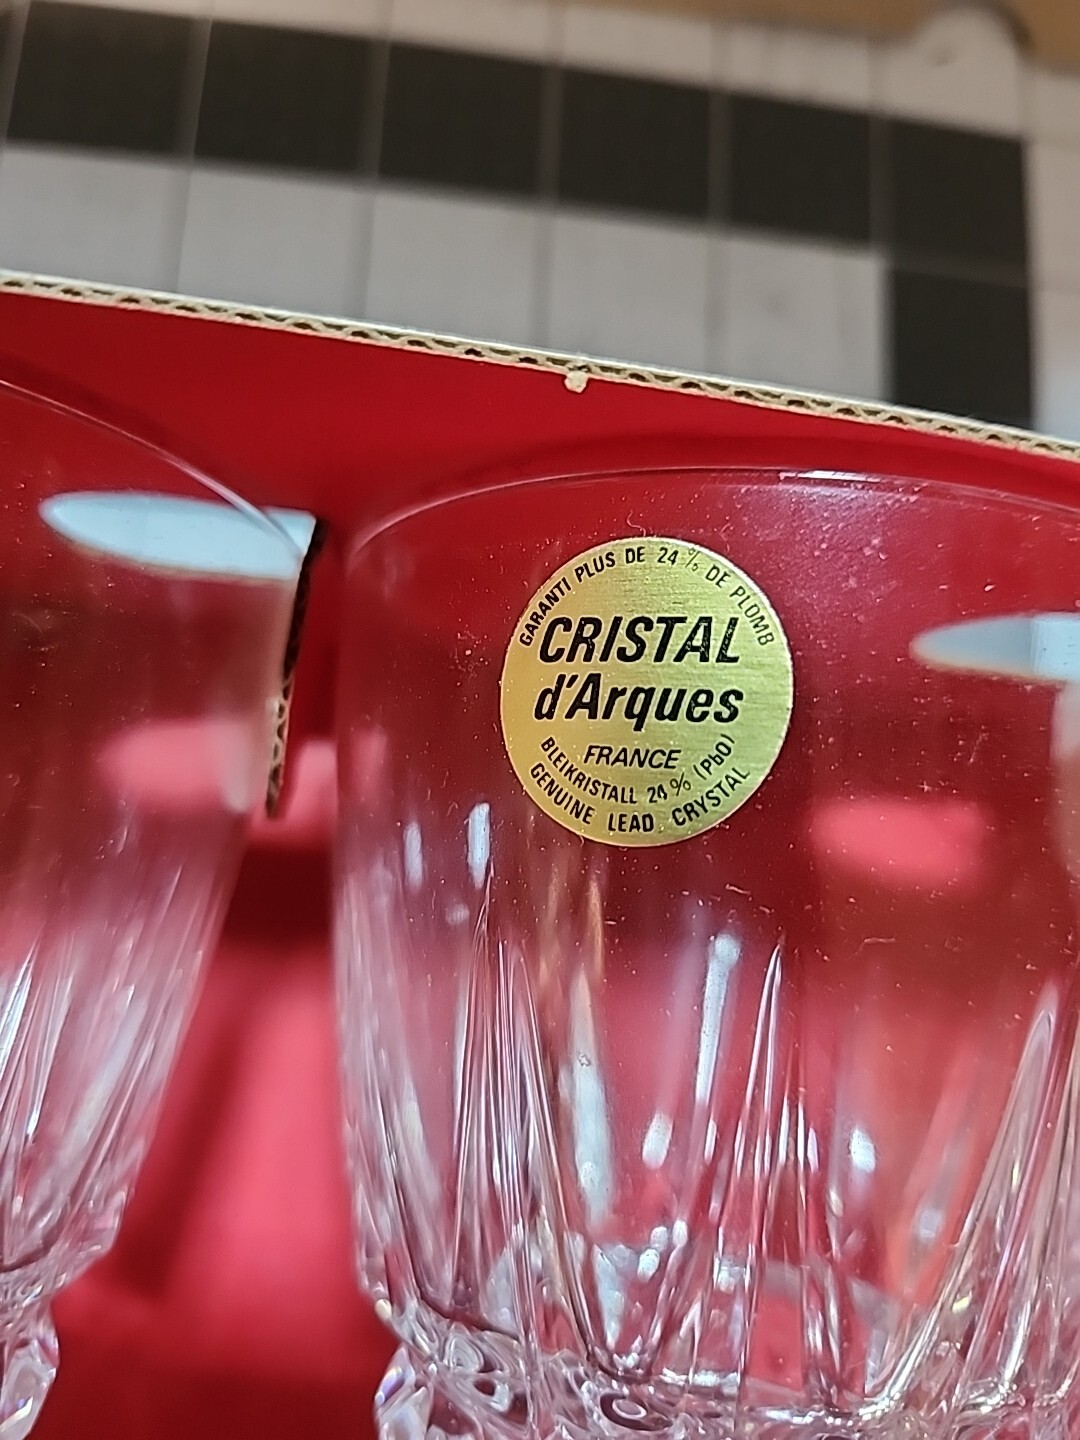 GARANTI PLUS DE 24% DE PLOMB
CRISTAL
d'Arques
FRANCE
BLEIKRISTALL 24% (PbO)
GENUINE LEAD CRYSTAL